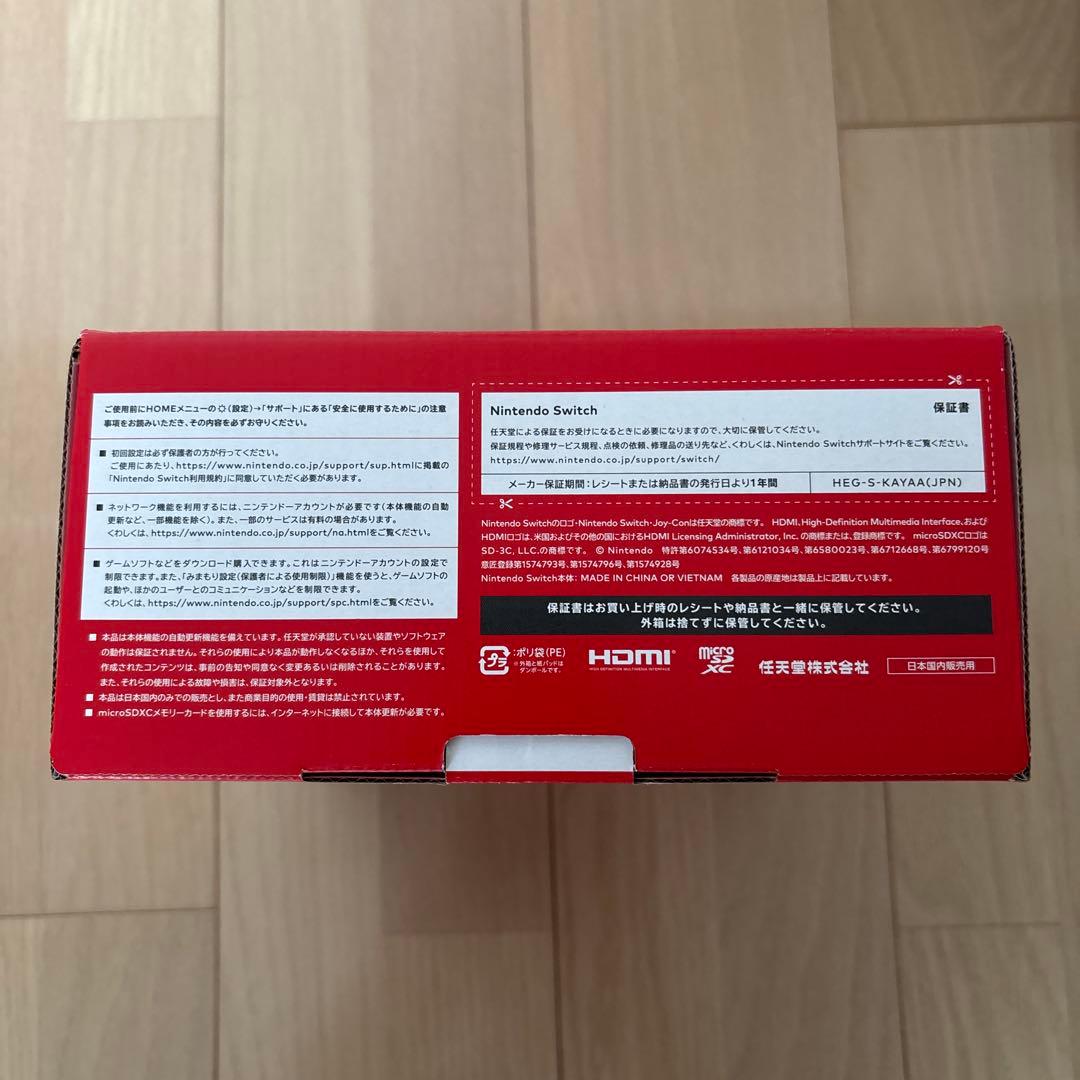 ご使用前にHOMEメニューの(設定)→「サポート」にある「安全に使用するために」の注意
事項をお読みいただき、その内容を必ずお守りください。
■ 初回設定は必ず保護者の方が行ってください。
ご使用にあたり、https://www.nintendo.co.jp/support/sup.htmlに掲載の
「Nintendo Switch利用規約」に同意していただく必要があります。
■ ネットワーク機能を利用するには、ニンテンドーアカウントが必要です(本体機能の自動
更新など、一部機能を除く)。また、一部のサービスは有料の場合があります。
くわしくは、https://www.nintendo.co.jp/support/na.htmlをご覧ください。
■ ゲームソフトなどをダウンロード購入できます。これはニンテンドーアカウントの設定で
制限できます。また、「みまもり設定(保護者による使用制限)」機能を使うと、ゲームソフトの
起動や、ほかのユーザーとのコミュニケーションなどを制限できます。
くわしくは、https://www.nintendo.co.jp/support/spc.htmlをご覧ください。
■ 本品は本体機能の自動更新機能を備えています。任天堂が承認していない装置やソフトウェア
の動作は保証されません。それらの使用により本品が動作しなくなるほか、それらを使用して
作成されたコンテンツは、事前の告知や同意なく変更あるいは削除されることがあります。
また、それらの使用による故障や損害は、保証対象外となります。
■ 本品は日本国内のみでの販売とし、また商業目的の使用・賃貸は禁止されています。
■ microSDXCメモリーカードを使用するには、インターネットに接続して本体更新が必要です。
Nintendo Switch 保証書
任天堂による保証をお受けになるときに必要になりますので、大切に保管してください。
保証規程や修理サービス規程、点検の依頼、修理品の送り先など、くわしくは、Nintendo Switchサポートサイトをご覧ください。
https://www.nintendo.co.jp/support/switch/
メーカー保証期間：レシートまたは納品書の発行日より1年間 HEG-S-KAYAA(JPN)
Nintendo Switchのロゴ・Nintendo Switch・Joy-Conは任天堂の商標です。 HDMI、High-Definition Multimedia Interface、および
HDMIロゴは、米国およびその他の国におけるHDMI Licensing Administrator, Inc. の商標または、登録商標です。 microSDXCロゴは
SD-3C, LLC.の商標です。 © Nintendo 特許第6074534号、第6121034号、第6580023号、第6712668号、第6799120号
意匠登録第1574793号、第1574796号、第1574928号
Nintendo Switch本体：MADE IN CHINA OR VIETNAM 各製品の原産地は製品上に記載しています。
保証書はお買い上げ時のレシートや納品書と一緒に保管してください。
外箱は捨てずに保管してください。
プラ ：ポリ袋(PE)
※外箱と紙パッドは
ダンボールです。
HDMI
HIGH-DEFINITION MULTIMEDIA INTERFACE
micro SD XC
任天堂株式会社
日本国内販売用